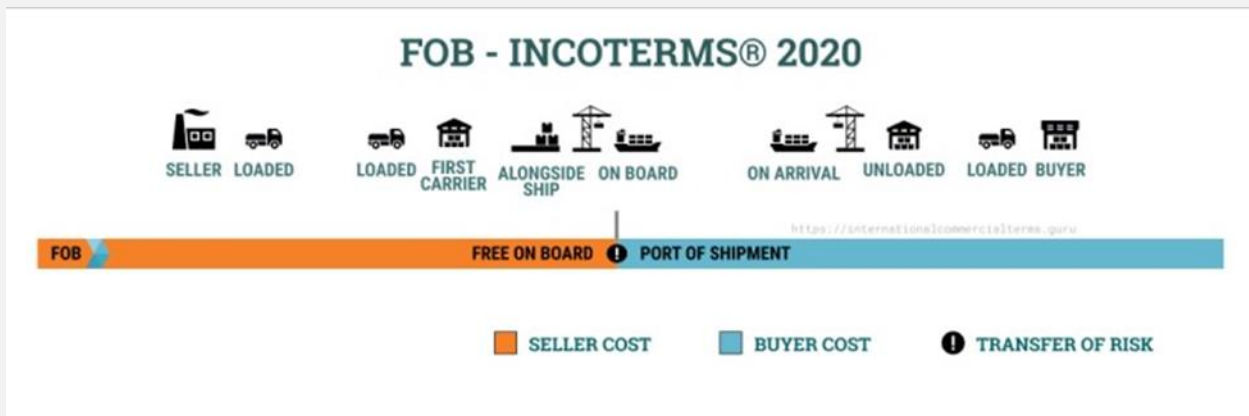 FOB - INCOTERMS® 2020
SELLER LOADED LOADED FIRST CARRIER ALONGSIDE SHIP ON BOARD ON ARRIVAL UNLOADED LOADED BUYER
https://internationalcommercialterms.guru
FOB FREE ON BOARD ! PORT OF SHIPMENT
SELLER COST BUYER COST ! TRANSFER OF RISK